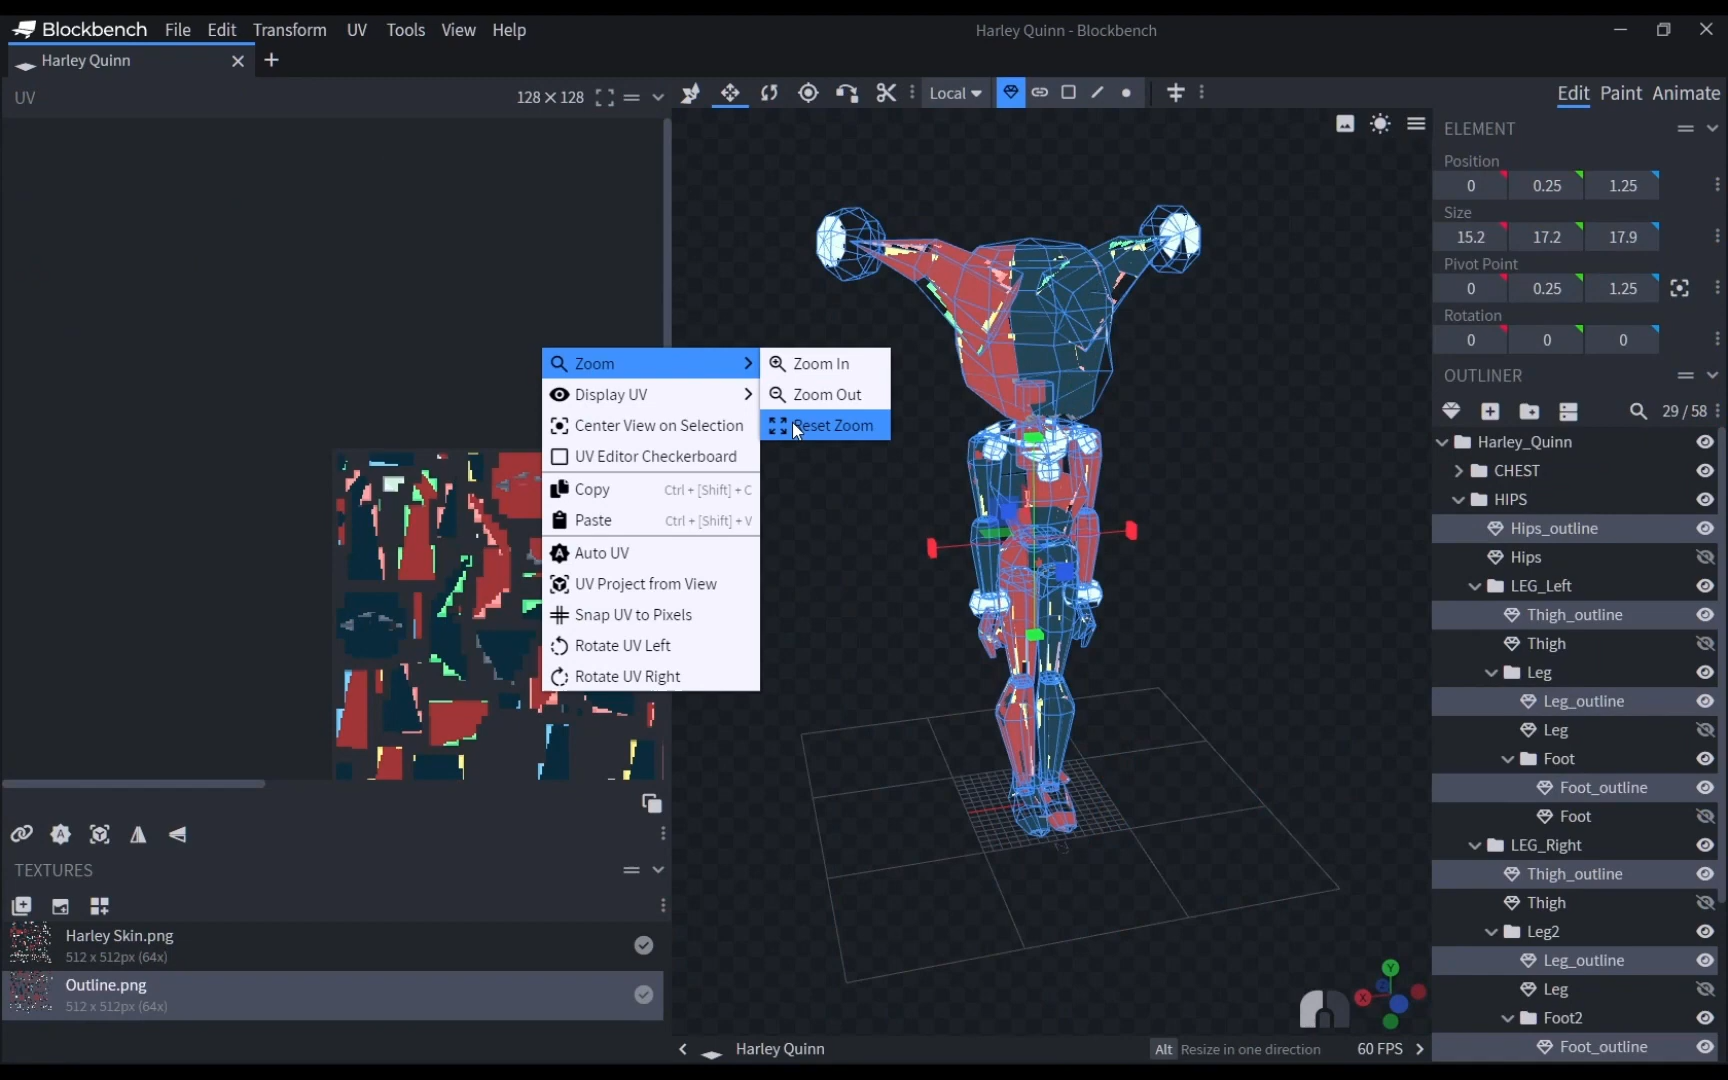 Blockbench File Edit Transform UV Tools View Help
Harley Quinn - Blockbench
Harley Quinn
UV
128 × 128
Local
Edit Paint Animate
ELEMENT
Position
0 0.25 1.25
Size
15.2 17.2 17.9
Pivot Point
0 0.25 1.25
Rotation
0 0 0
OUTLINER
29 / 58
Harley_Quinn
CHEST
HIPS
Hips_outline
Hips
LEG_Left
Thigh_outline
Thigh
Leg
Leg_outline
Leg
Foot
Foot_outline
Foot
LEG_Right
Thigh_outline
Thigh
Leg2
Leg_outline
Leg
Foot2
Foot_outline
Zoom
Display UV
Center View on Selection
UV Editor Checkerboard
Copy Ctrl + [Shift] + C
Paste Ctrl + [Shift] + V
Auto UV
UV Project from View
Snap UV to Pixels
Rotate UV Left
Rotate UV Right
Zoom In
Zoom Out
Reset Zoom
TEXTURES
Harley Skin.png
512 x 512px (64x)
Outline.png
512 x 512px (64x)
Y
X
Harley Quinn
Alt Resize in one direction
60 FPS